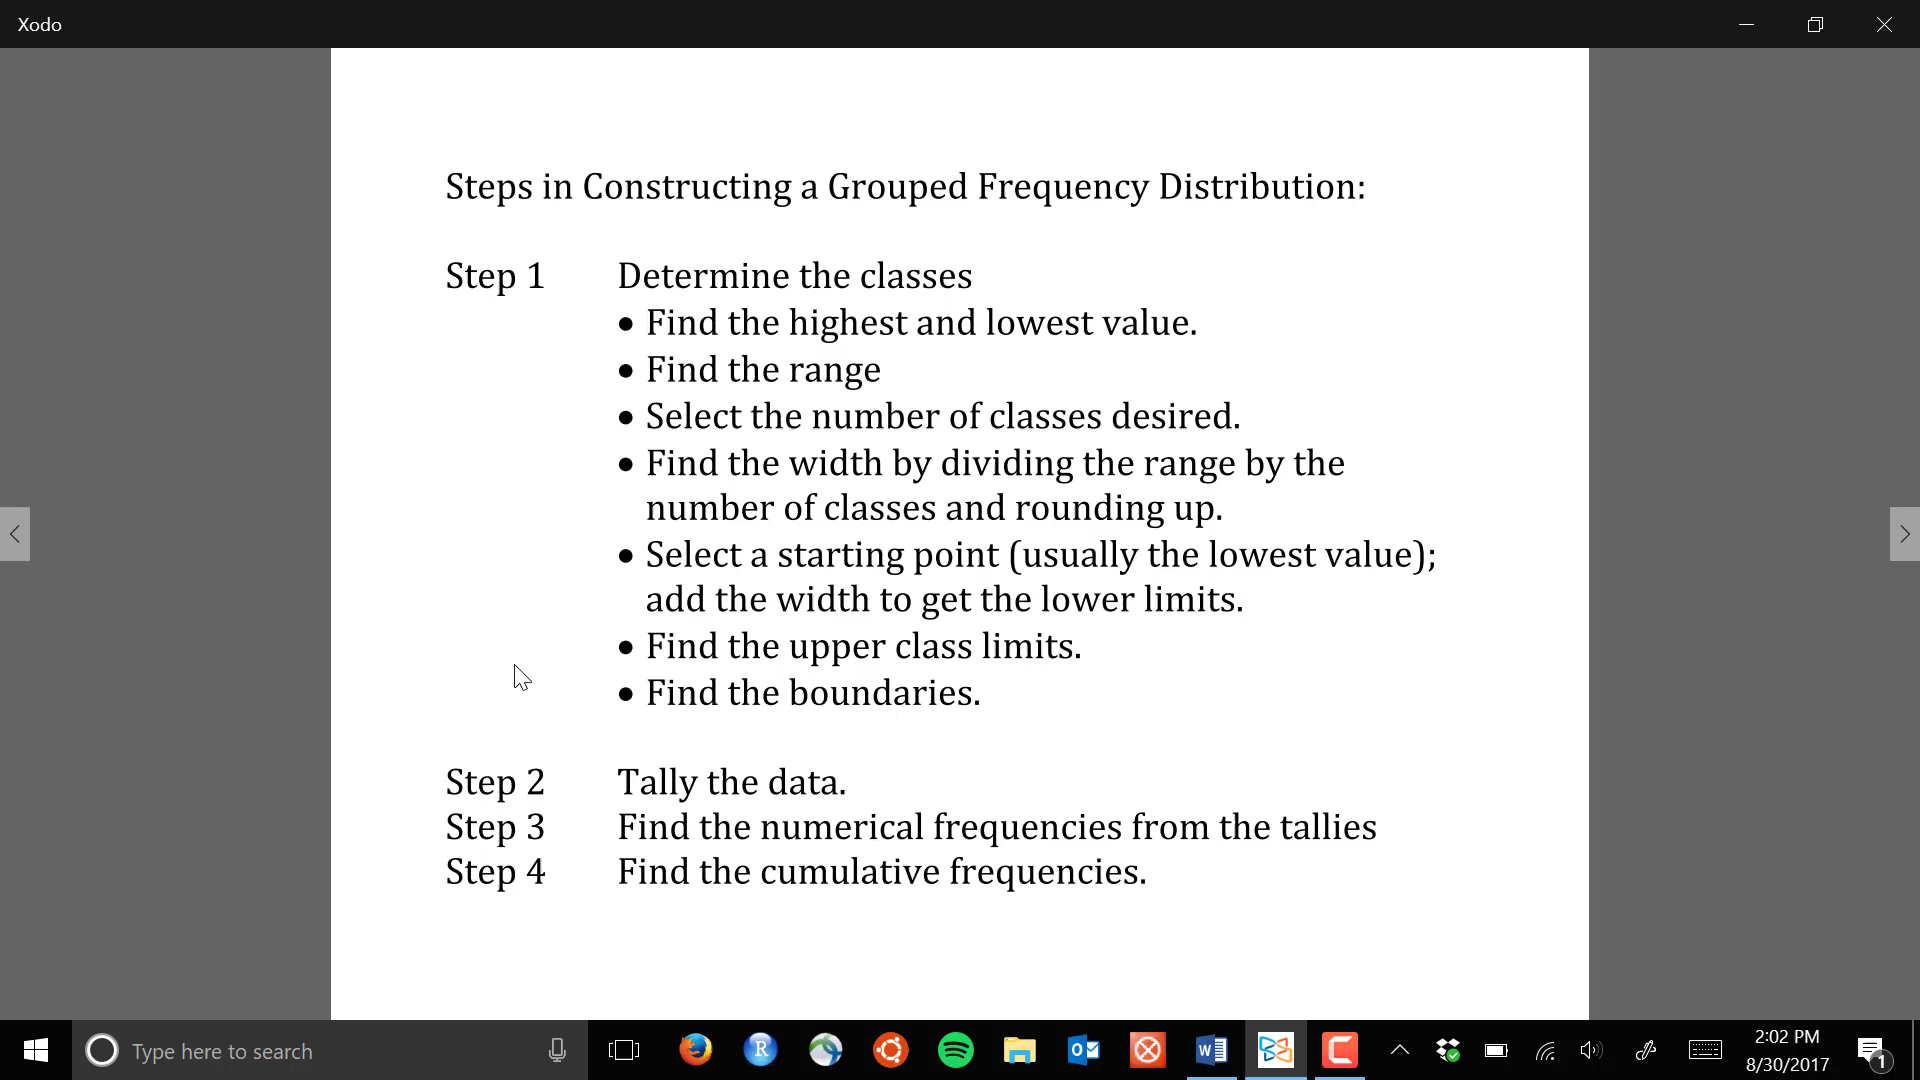 Xodo
Steps in Constructing a Grouped Frequency Distribution:
Step 1 Determine the classes
• Find the highest and lowest value.
• Find the range
• Select the number of classes desired.
• Find the width by dividing the range by the
number of classes and rounding up.
• Select a starting point (usually the lowest value);
add the width to get the lower limits.
• Find the upper class limits.
• Find the boundaries.
Step 2 Tally the data.
Step 3 Find the numerical frequencies from the tallies
Step 4 Find the cumulative frequencies.
Type here to search
2:02 PM
8/30/2017
1